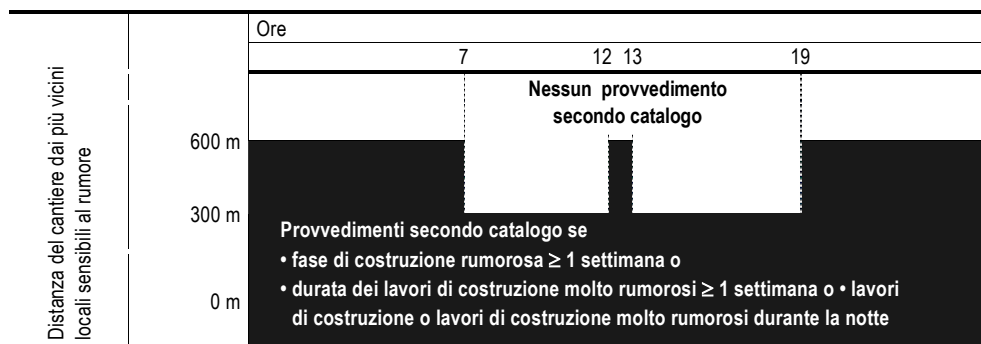 Ore
7 12 13 19
Nessun provvedimento
secondo catalogo
Distanza del cantiere dai più vicini
locali sensibili al rumore
600 m
300 m
0 m
Provvedimenti secondo catalogo se
• fase di costruzione rumorosa ≥ 1 settimana o
• durata dei lavori di costruzione molto rumorosi ≥ 1 settimana o • lavori
di costruzione o lavori di costruzione molto rumorosi durante la notte